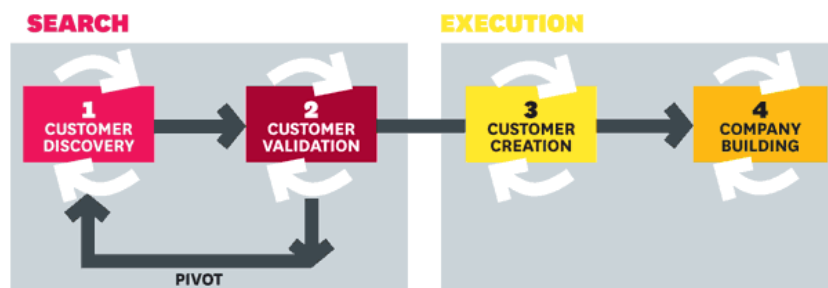 SEARCH
EXECUTION
1
CUSTOMER
DISCOVERY
2
CUSTOMER
VALIDATION
3
CUSTOMER
CREATION
4
COMPANY
BUILDING
PIVOT